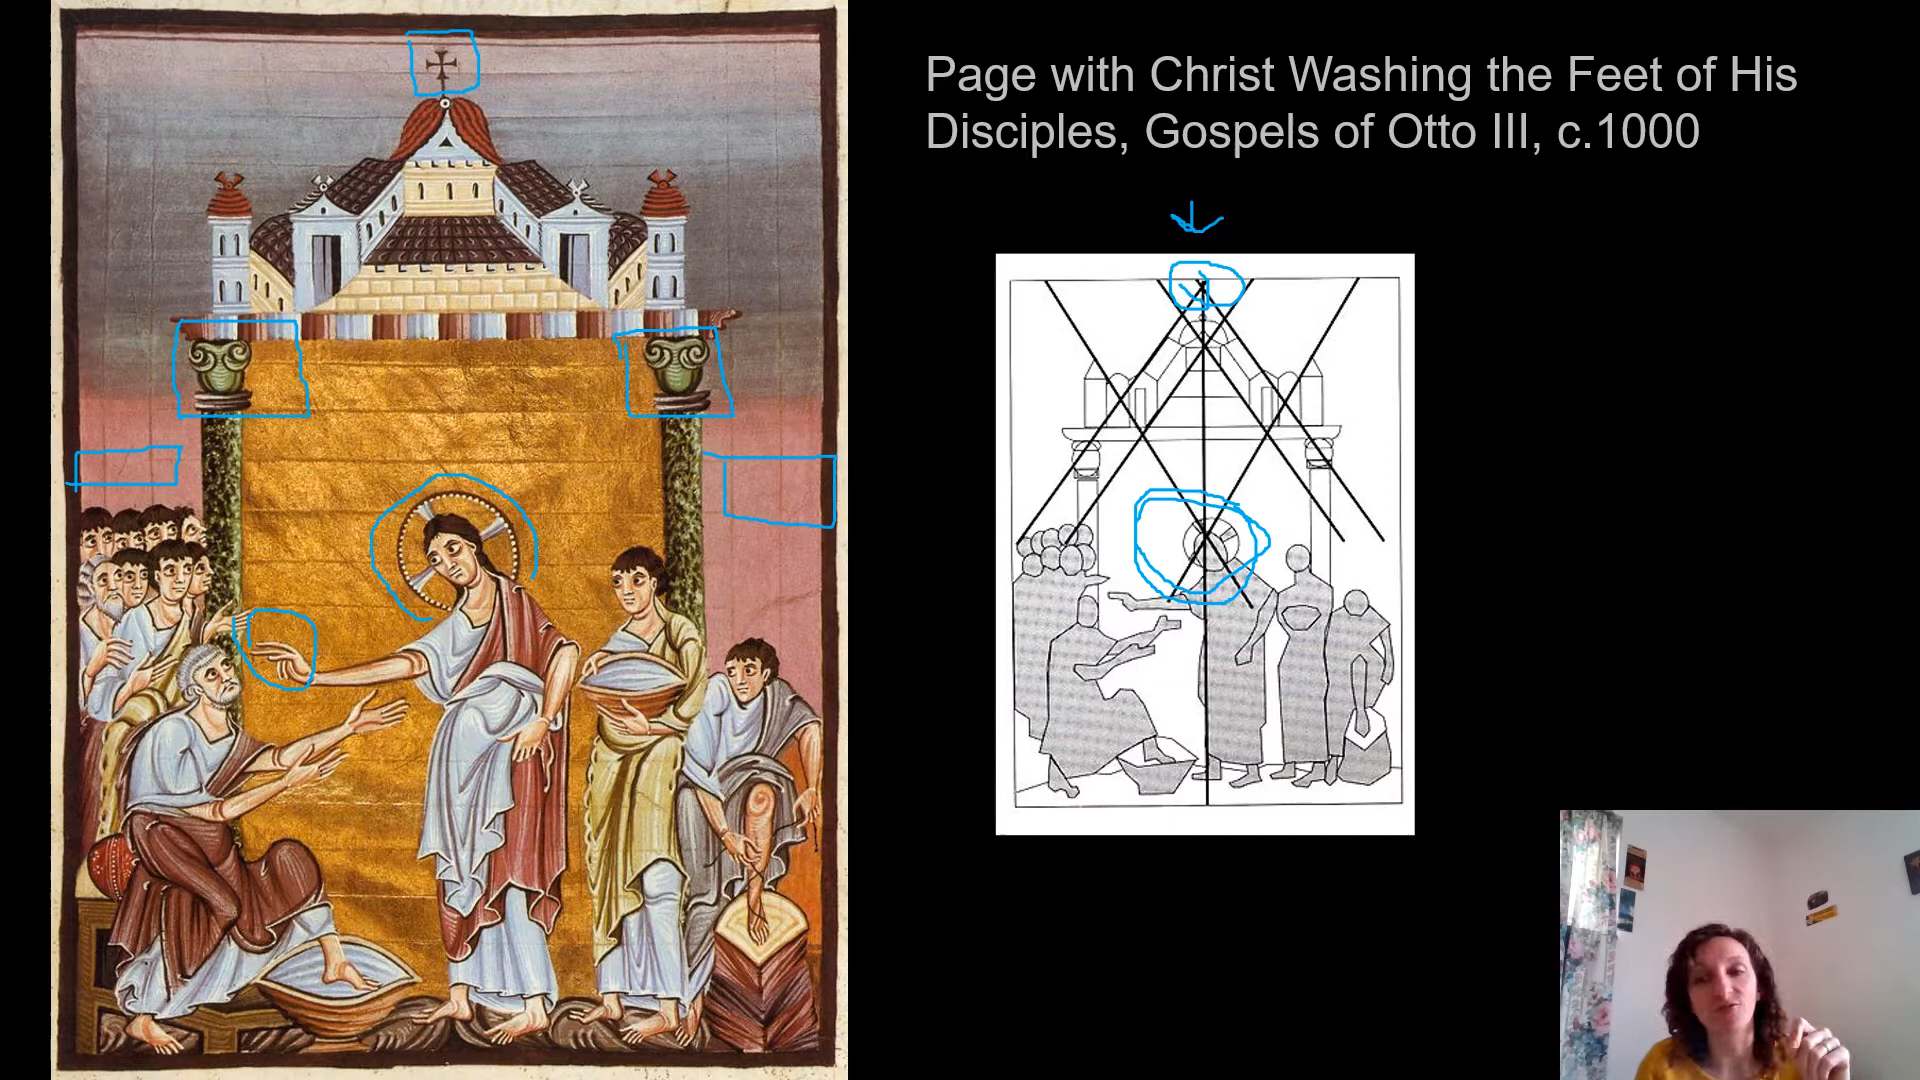 Page with Christ Washing the Feet of His
Disciples, Gospels of Otto III, c.1000